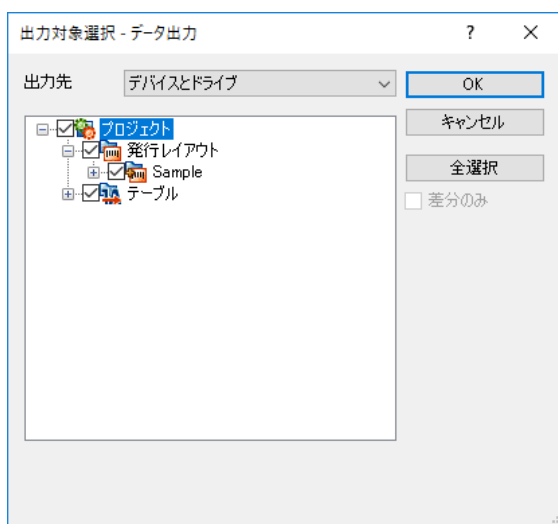 出力対象選択 - データ出力
出力先 デバイスとドライブ
OK
キャンセル
全選択
差分のみ
プロジェクト
発行レイアウト
Sample
テーブル